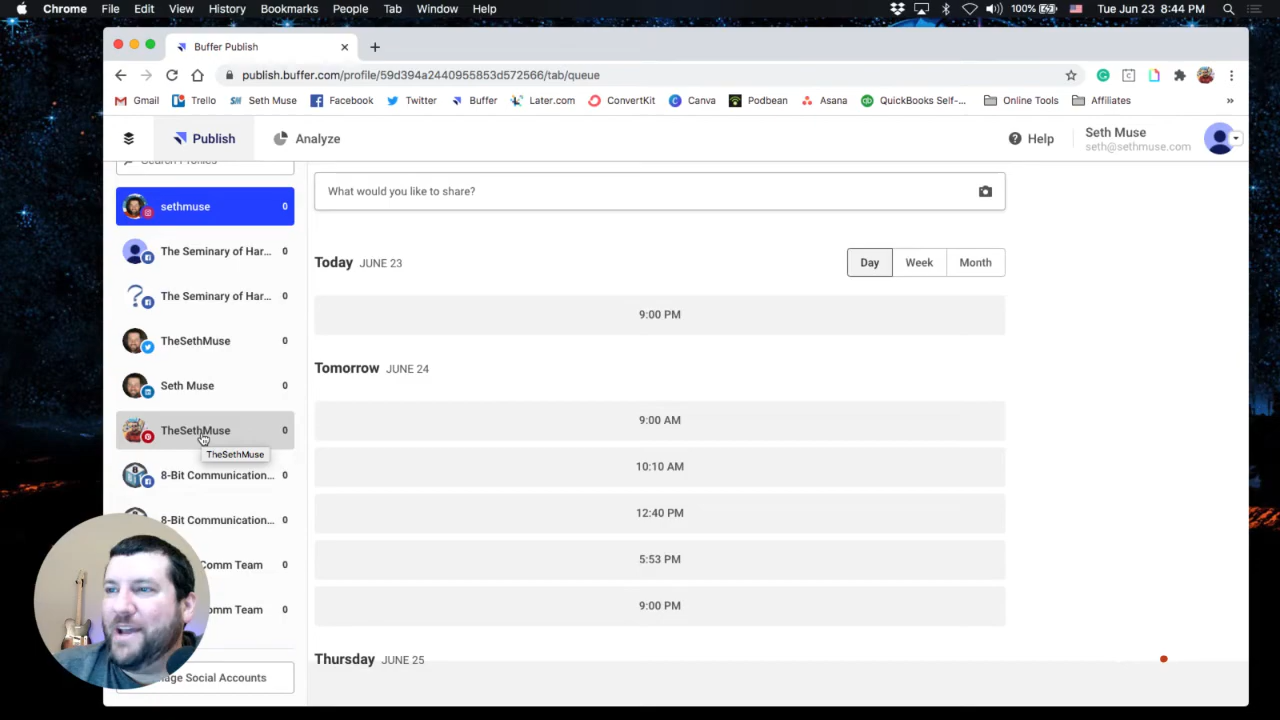 Chrome File Edit View History Bookmarks People Tab Window Help 100% Tue Jun 23 8:44 PM
Buffer Publish
publish.buffer.com/profile/59d394a2440955853d572566/tab/queue
Gmail Trello Seth Muse Facebook Twitter Buffer Later.com ConvertKit Canva Podbean Asana QuickBooks Self-... Online Tools Affiliates »
Publish Analyze Help Seth Muse
seth@sethmuse.com
Search Profiles
sethmuse 0
The Seminary of Har... 0
The Seminary of Har... 0
TheSethMuse 0
Seth Muse 0
TheSethMuse 0
TheSethMuse
8-Bit Communication... 0
8-Bit Communication... 0
Comm Team 0
omm Team 0
age Social Accounts
What would you like to share?
Today JUNE 23 Day Week Month
9:00 PM
Tomorrow JUNE 24
9:00 AM
10:10 AM
12:40 PM
5:53 PM
9:00 PM
Thursday JUNE 25